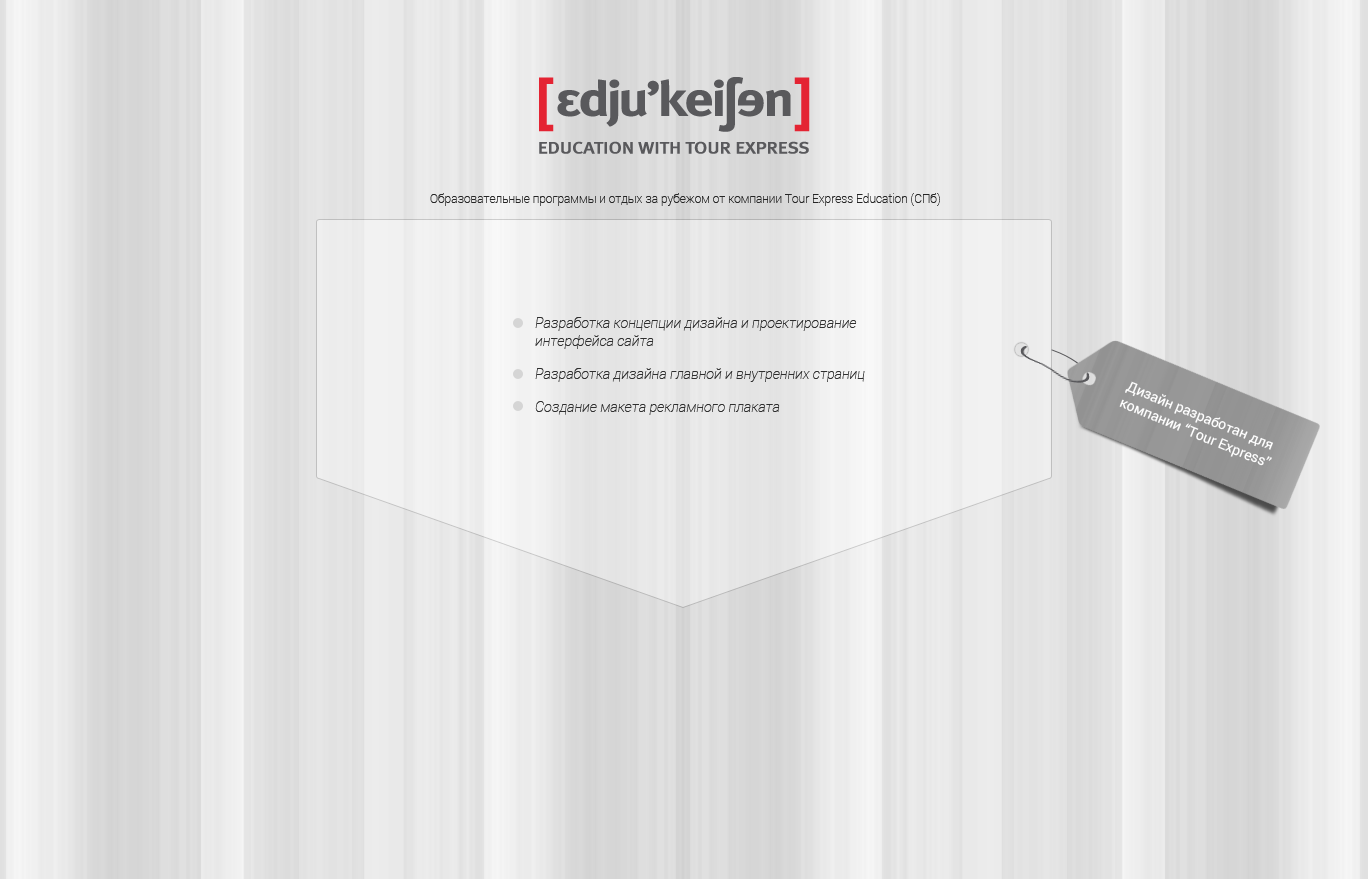 [ɛdju’keiʃɘn]
EDUCATION WITH TOUR EXPRESS
Образовательные программы и отдых за рубежом от компании Tour Express Education (СПб)
Разработка концепции дизайна и проектирование
интерфейса сайта
Разработка дизайна главной и внутренних страниц
Создание макета рекламного плаката
Дизайн разработан для
компании “Tour Express”